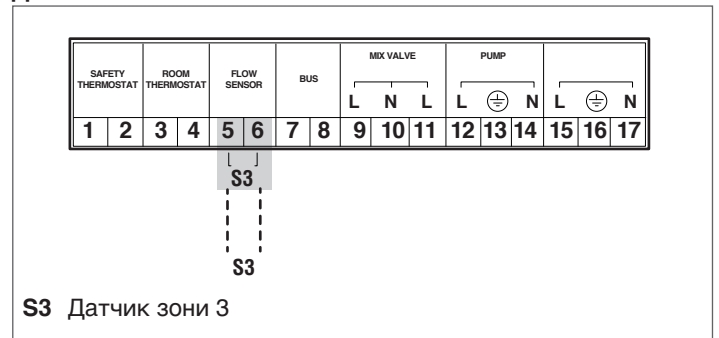 SAFETY THERMOSTAT ROOM THERMOSTAT FLOW SENSOR BUS MIX VALVE PUMP
L N L L N L N
1 2 3 4 5 6 7 8 9 10 11 12 13 14 15 16 17
S3
S3
S3 Датчик зони 3